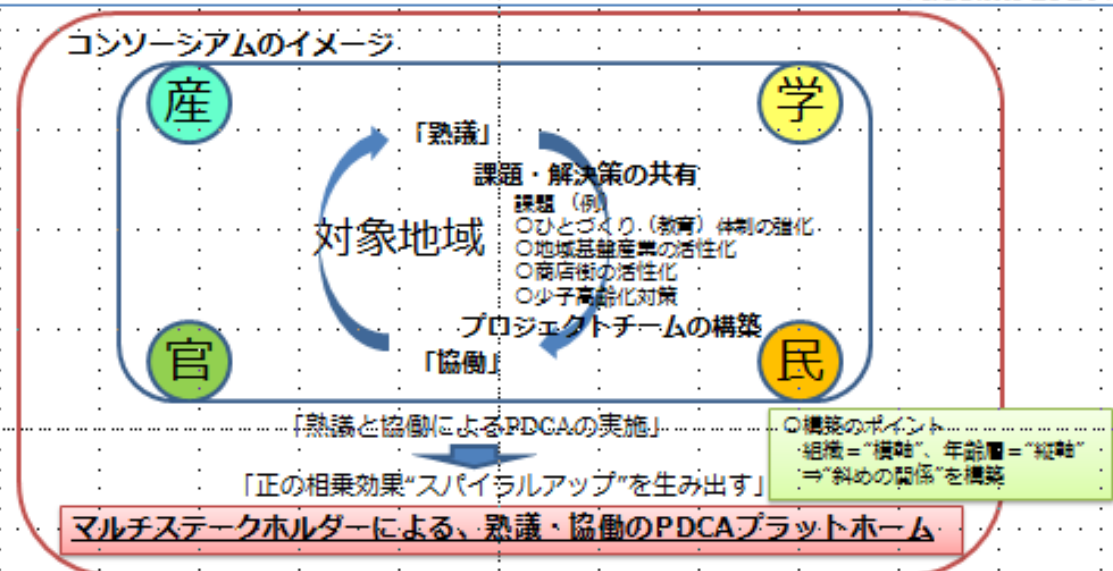 コンソーシアムのイメージ
産
学
「熟議」
課題・解決策の共有
課題（例）
○ひとづくり（教育）体制の強化
対象地域
○地域基盤産業の活性化
○商店街の活性化
○少子高齢化対策
プロジェクトチームの構築
官
「協働」
民
「熟議と協働によるPDCAの実施」
○構築のポイント
組織＝“横軸”、年齢層＝“縦軸”
⇒“斜めの関係”を構築
「正の相乗効果“スパイラルアップ”を生み出す」
マルチステークホルダーによる、熟議・協働のPDCAプラットホーム